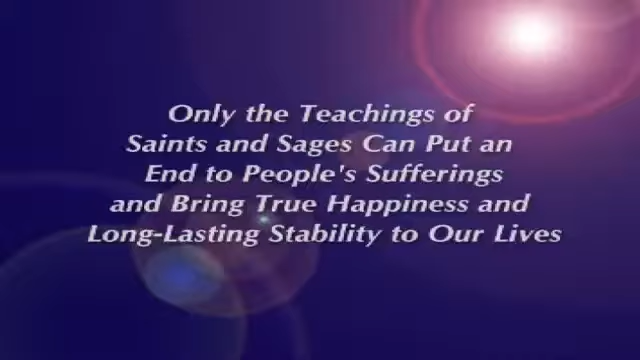 Only the Teachings of
Saints and Sages Can Put an
End to People's Sufferings
and Bring True Happiness and
Long-Lasting Stability to Our Lives